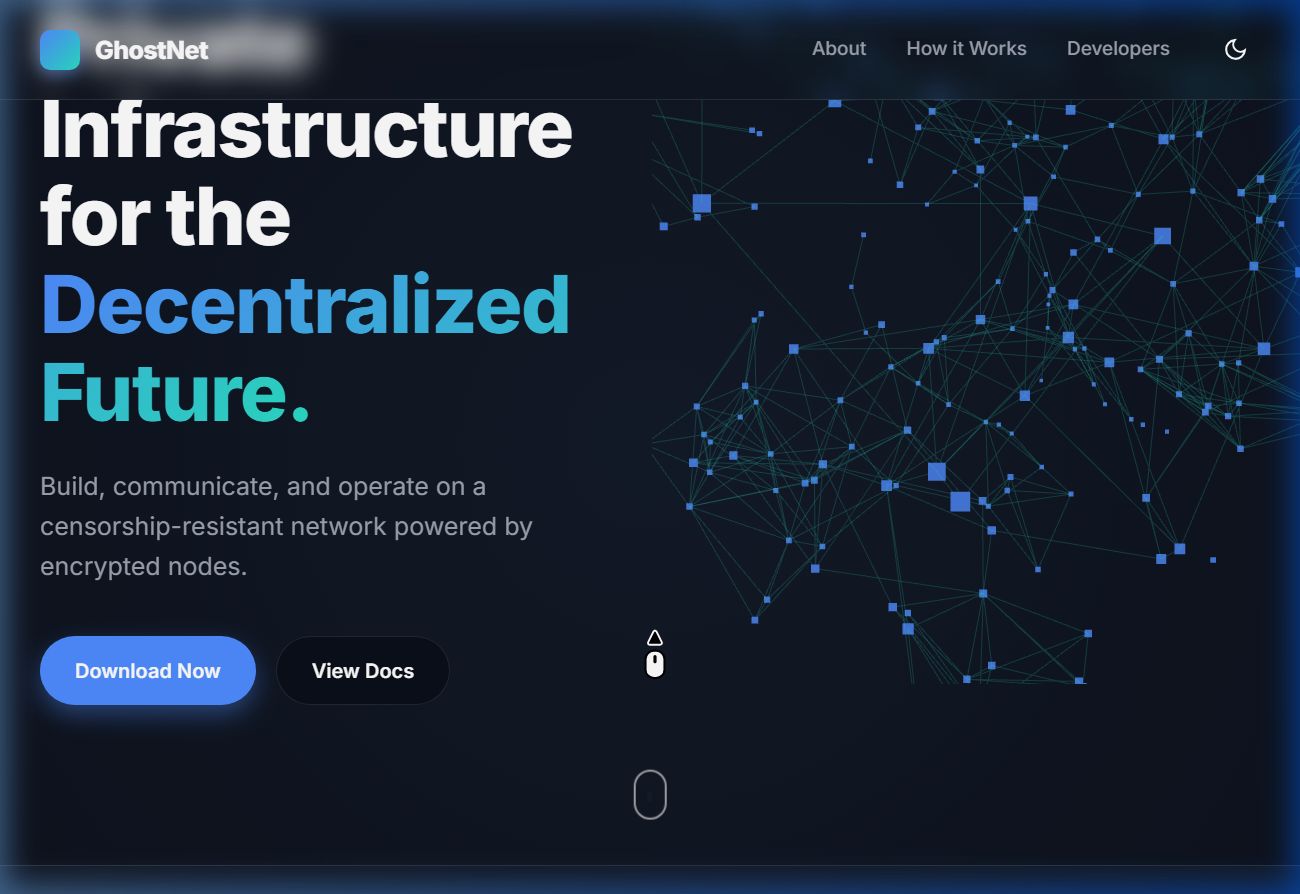 GhostNet
About
How it Works
Developers
Infrastructure
for the
Decentralized
Future.
Build, communicate, and operate on a
censorship-resistant network powered by
encrypted nodes.
Download Now
View Docs